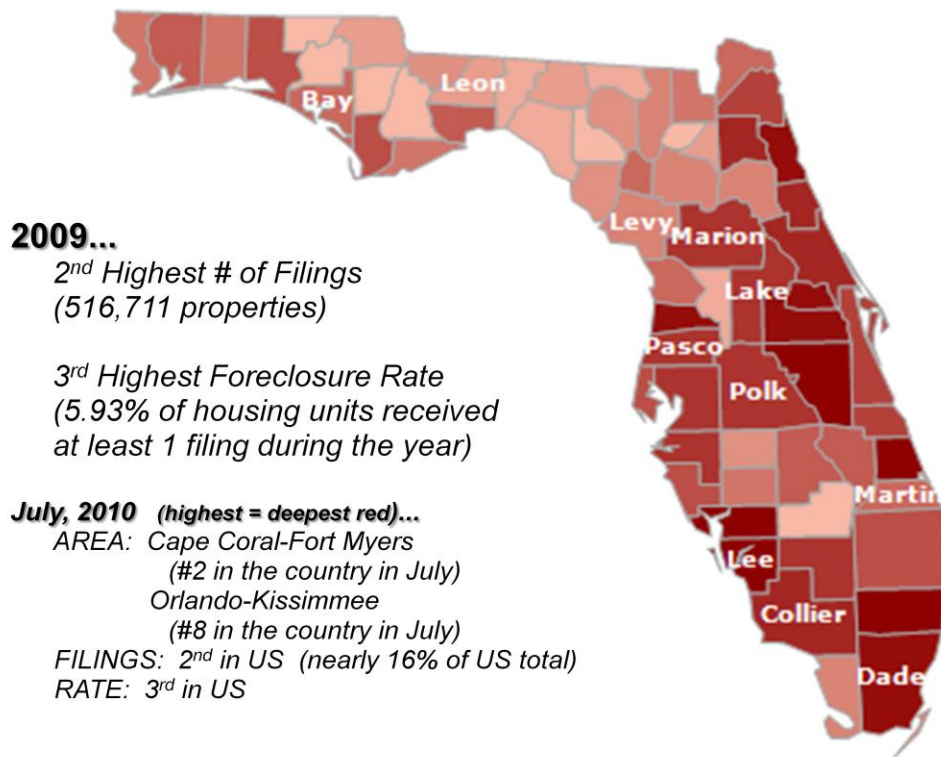 2009...
2nd Highest # of Filings
(516,711 properties)
3rd Highest Foreclosure Rate
(5.93% of housing units received
at least 1 filing during the year)
July, 2010 (highest = deepest red)...
AREA: Cape Coral-Fort Myers
(#2 in the country in July)
Orlando-Kissimmee
(#8 in the country in July)
FILINGS: 2nd in US (nearly 16% of US total)
RATE: 3rd in US
Bay
Leon
Levy
Marion
Lake
Pasco
Polk
Martin
Lee
Collier
Dade